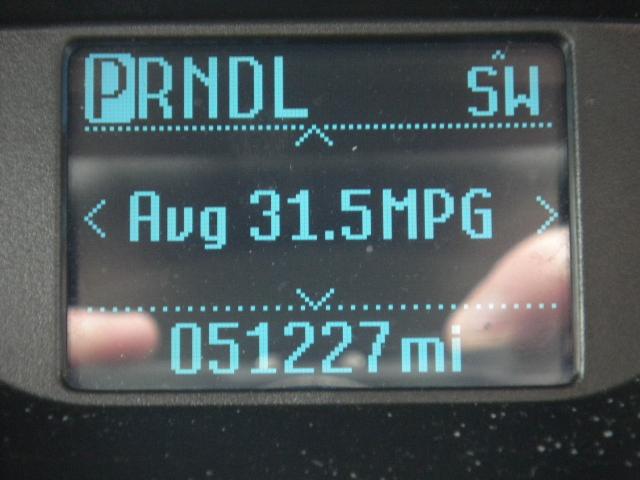 PRNDL SW
< Avg 31.5MPG >
051227mi